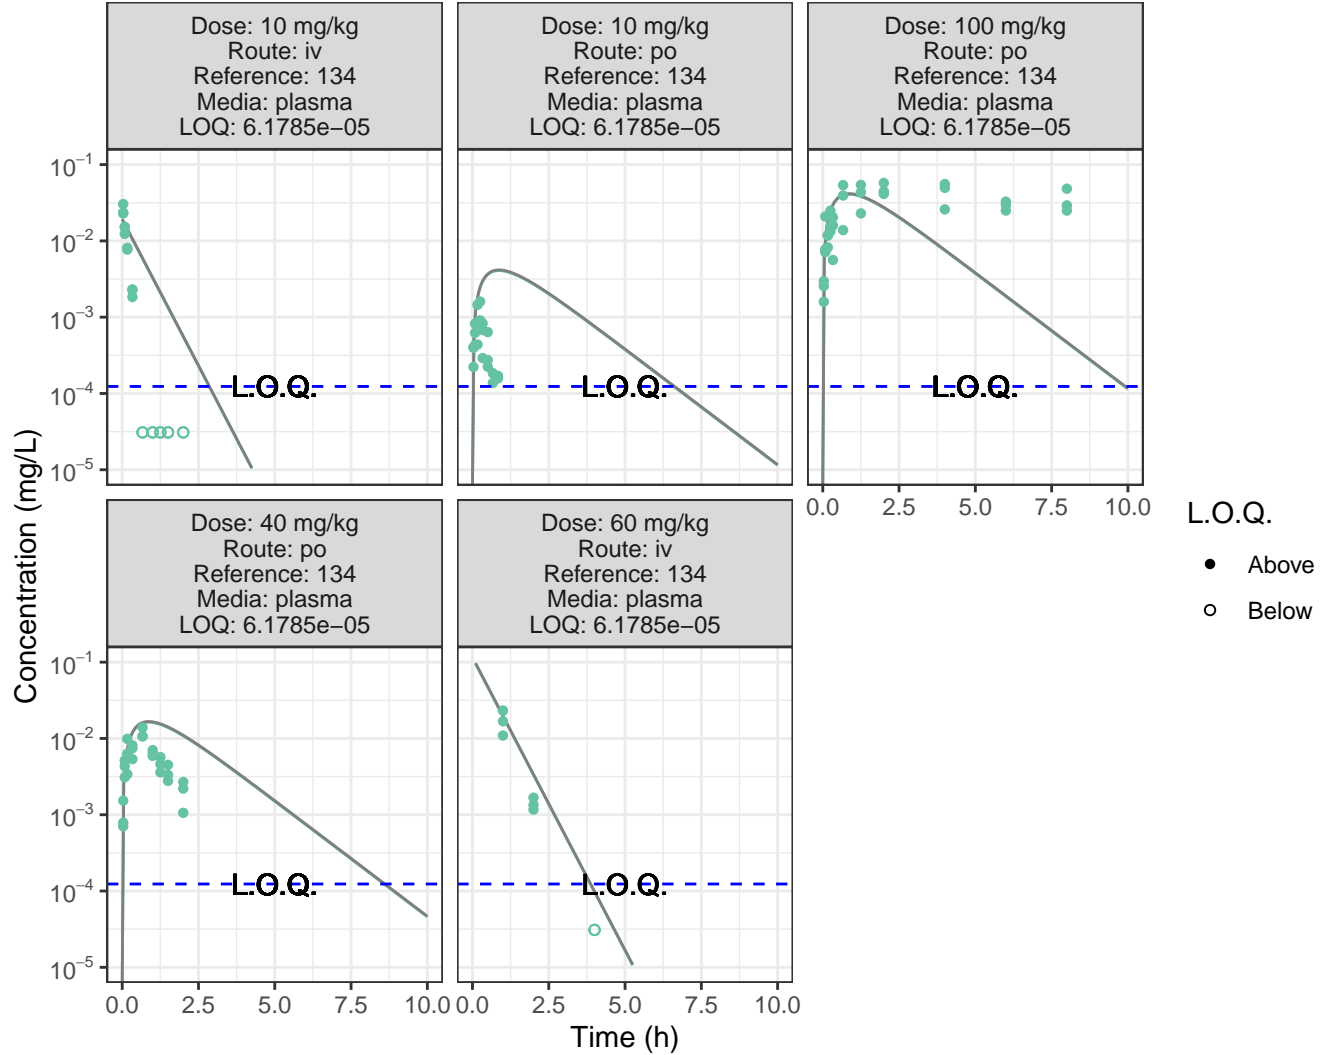 Dose: 10 mg/kg
Route: iv
Reference: 134
Media: plasma
LOQ: 6.1785e−05
Dose: 10 mg/kg
Route: po
Reference: 134
Media: plasma
LOQ: 6.1785e−05
Dose: 100 mg/kg
Route: po
Reference: 134
Media: plasma
LOQ: 6.1785e−05
10⁻¹
10⁻²
10⁻³
10⁻⁴
10⁻⁵
L.O.Q.
L.O.Q.
L.O.Q.
0.0 2.5 5.0 7.5 10.0
Dose: 40 mg/kg
Route: po
Reference: 134
Media: plasma
LOQ: 6.1785e−05
Dose: 60 mg/kg
Route: iv
Reference: 134
Media: plasma
LOQ: 6.1785e−05
10⁻¹
10⁻²
10⁻³
10⁻⁴
10⁻⁵
L.O.Q.
L.O.Q.
0.0 2.5 5.0 7.5 10.0
0.0 2.5 5.0 7.5 10.0
Time (h)
Concentration (mg/L)
L.O.Q.
Above
Below